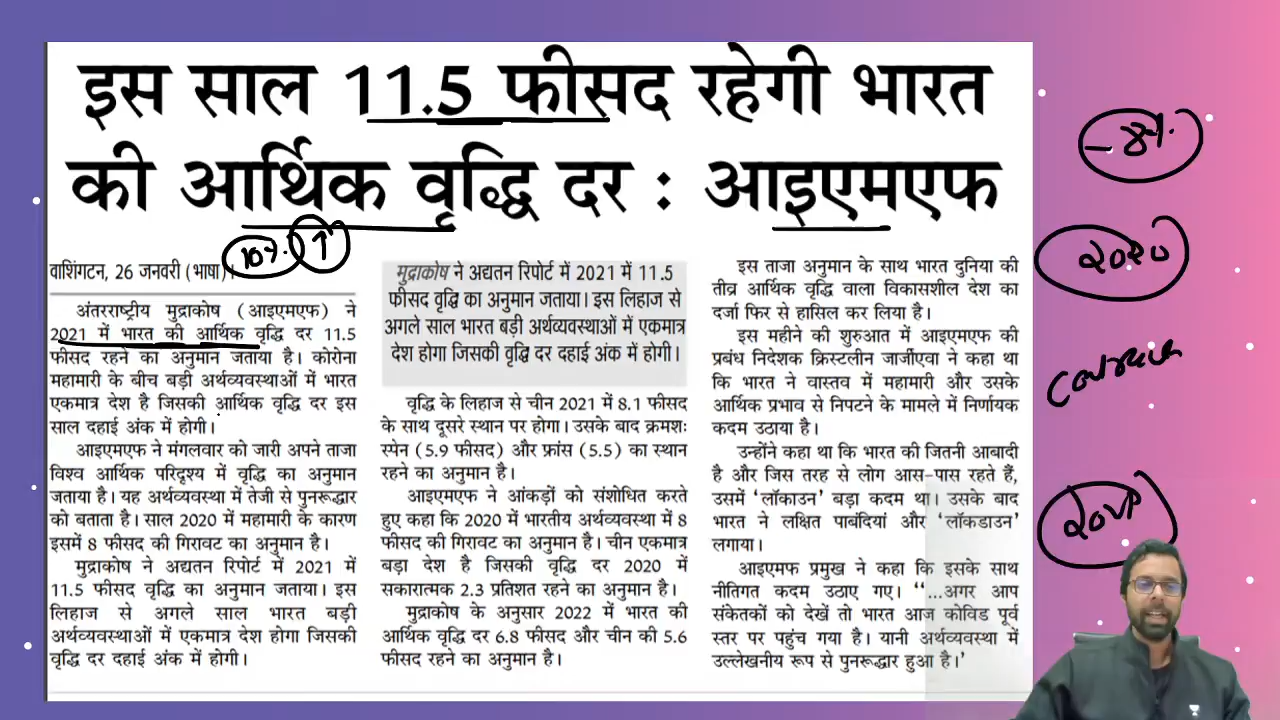 इस साल 11.5 फीसद रहेगी भारत
की आर्थिक वृद्धि दर : आइएमएफ
वाशिंगटन, 26 जनवरी (भाषा)।
अंतरराष्ट्रीय मुद्राकोष (आइएमएफ) ने
2021 में भारत की आर्थिक वृद्धि दर 11.5
फीसद रहने का अनुमान जताया है। कोरोना
महामारी के बीच बड़ी अर्थव्यवस्थाओं में भारत
एकमात्र देश है जिसकी आर्थिक वृद्धि दर इस
साल दहाई अंक में होगी।
आइएमएफ ने मंगलवार को जारी अपने ताजा
विश्व आर्थिक परिदृश्य में वृद्धि का अनुमान
जताया है। यह अर्थव्यवस्था में तेजी से पुनरूद्धार
को बताता है। साल 2020 में महामारी के कारण
इसमें 8 फीसद की गिरावट का अनुमान है।
मुद्राकोष ने अद्यतन रिपोर्ट में 2021 में
11.5 फीसद वृद्धि का अनुमान जताया। इस
लिहाज से अगले साल भारत बड़ी
अर्थव्यवस्थाओं में एकमात्र देश होगा जिसकी
वृद्धि दर दहाई अंक में होगी।
मुद्राकोष ने अद्यतन रिपोर्ट में 2021 में 11.5
फीसद वृद्धि का अनुमान जताया। इस लिहाज से
अगले साल भारत बड़ी अर्थव्यवस्थाओं में एकमात्र
देश होगा जिसकी वृद्धि दर दहाई अंक में होगी।
वृद्धि के लिहाज से चीन 2021 में 8.1 फीसद
के साथ दूसरे स्थान पर होगा। उसके बाद क्रमशः
स्पेन (5.9 फीसद) और फ्रांस (5.5) का स्थान
रहने का अनुमान है।
आइएमएफ ने आंकड़ों को संशोधित करते
हुए कहा कि 2020 में भारतीय अर्थव्यवस्था में 8
फीसद की गिरावट का अनुमान है। चीन एकमात्र
बड़ा देश है जिसकी वृद्धि दर 2020 में
सकारात्मक 2.3 प्रतिशत रहने का अनुमान है।
मुद्राकोष के अनुसार 2022 में भारत की
आर्थिक वृद्धि दर 6.8 फीसद और चीन की 5.6
फीसद रहने का अनुमान है।
इस ताजा अनुमान के साथ भारत दुनिया की
तीव्र आर्थिक वृद्धि वाला विकासशील देश का
दर्जा फिर से हासिल कर लिया है।
इस महीने की शुरुआत में आइएमएफ की
प्रबंध निदेशक क्रिस्टलीन जार्जीएवा ने कहा था
कि भारत ने वास्तव में महामारी और उसके
आर्थिक प्रभाव से निपटने के मामले में निर्णायक
कदम उठाया है।
उन्होंने कहा था कि भारत की जितनी आबादी
है और जिस तरह से लोग आस-पास रहते हैं,
उसमें 'लॉकाउन' बड़ा कदम था। उसके बाद
भारत ने लक्षित पाबंदियां और 'लॉकडाउन'
लगाया।
आइएमएफ प्रमुख ने कहा कि इसके साथ
नीतिगत कदम उठाए गए। ''...अगर आप
संकेतकों को देखें तो भारत आज कोविड पूर्व
स्तर पर पहुंच गया है। यानी अर्थव्यवस्था में
उल्लेखनीय रूप से पुनरूद्धार हुआ है।'
10%. ↑
-8%.
2020